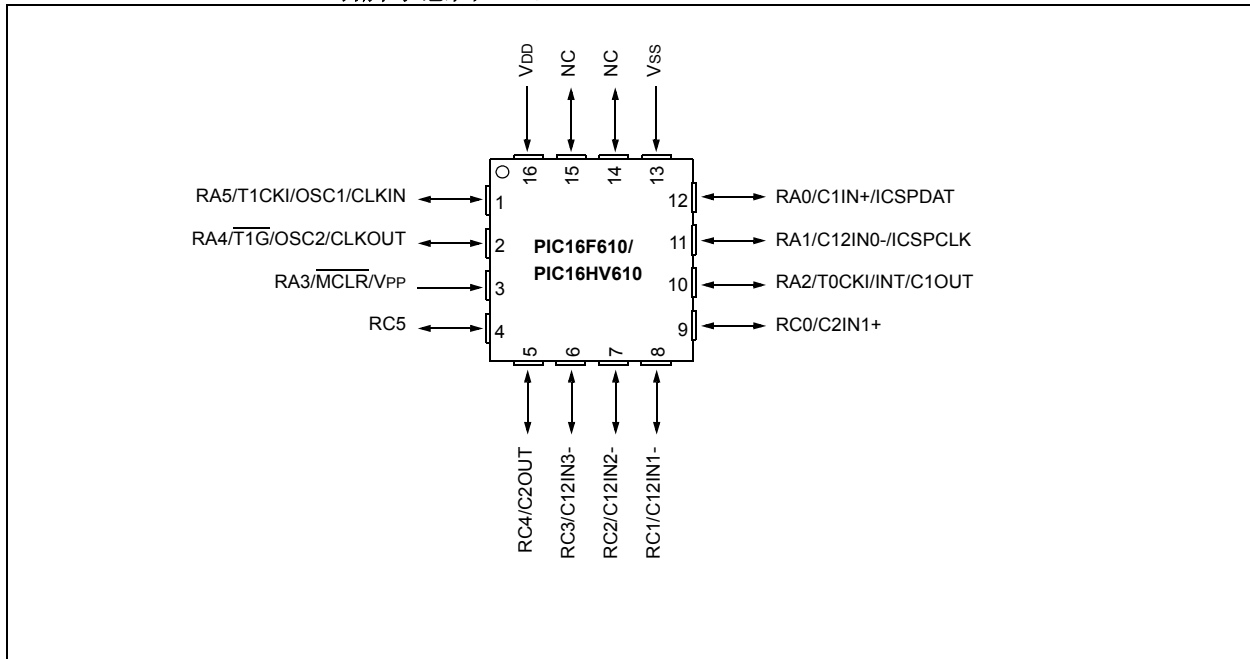 VDD
NC
NC
VSS
16
15
14
13
RA5/T1CKI/OSC1/CLKIN
1
12
RA0/C1IN+/ICSPDAT
RA4/T1G/OSC2/CLKOUT
2
PIC16F610/
PIC16HV610
11
RA1/C12IN0-/ICSPCLK
RA3/MCLR/VPP
3
10
RA2/T0CKI/INT/C1OUT
RC5
4
9
RC0/C2IN1+
5
6
7
8
RC4/C2OUT
RC3/C12IN3-
RC2/C12IN2-
RC1/C12IN1-